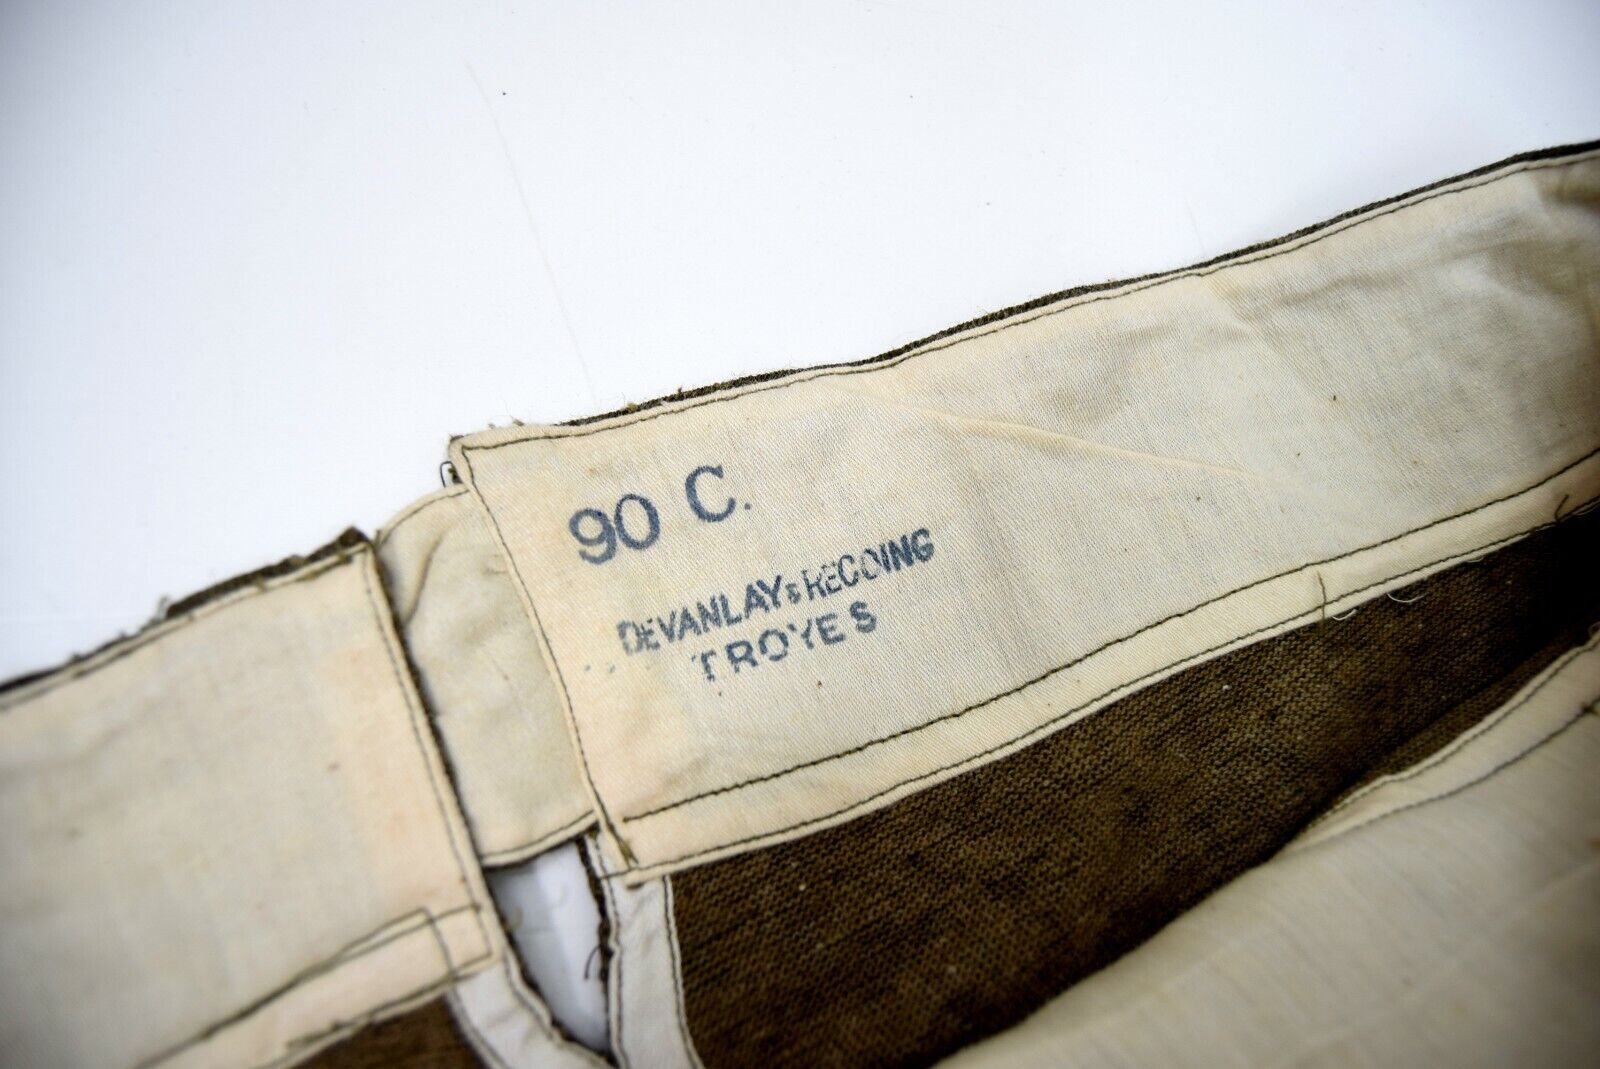 90 C.
DEVANLAY & RECOING
TROYES